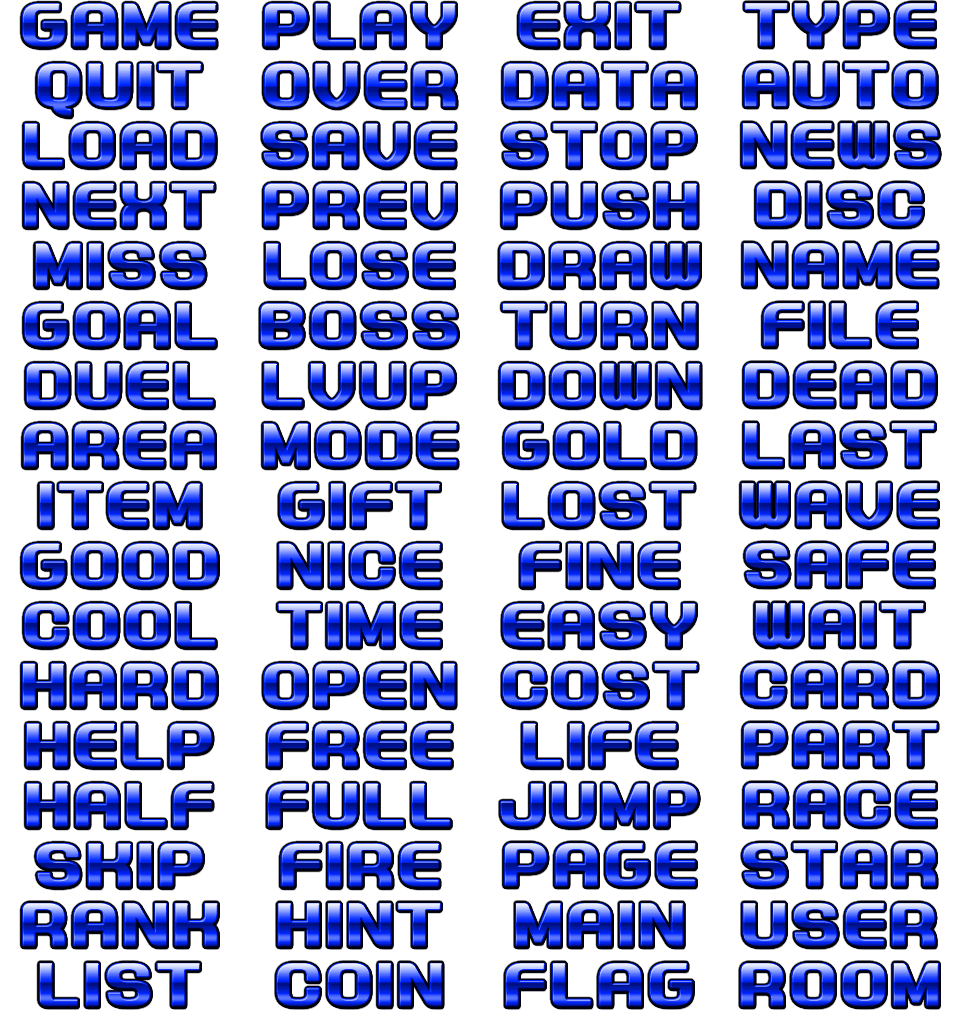 GAME PLAY EXIT TYPE
QUIT OVER DATA AUTO
LOAD SAVE STOP NEWS
NEXT PREV PUSH DISC
MISS LOSE DRAW NAME
GOAL BOSS TURN FILE
DUEL LVUP DOWN DEAD
AREA MODE GOLD LAST
ITEM GIFT LOST WAVE
GOOD NICE FINE SAFE
COOL TIME EASY WAIT
HARD OPEN COST CARD
HELP FREE LIFE PART
HALF FULL JUMP RACE
SKIP FIRE PAGE STAR
RANK HINT MAIN USER
LIST COIN FLAG ROOM